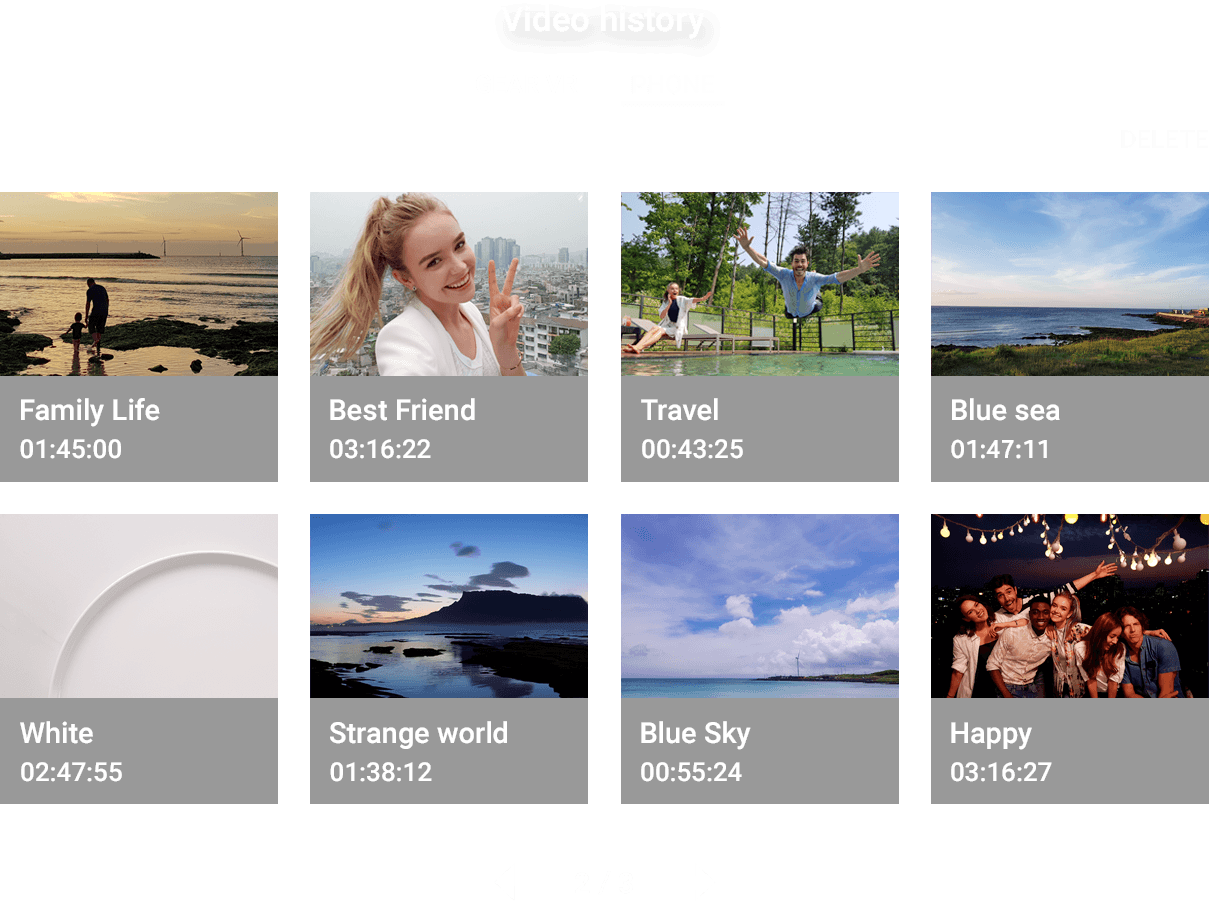 Video history
DELETE
Family Life
01:45:00
Best Friend
03:16:22
Travel
00:43:25
Blue sea
01:47:11
White
02:47:55
Strange world
01:38:12
Blue Sky
00:55:24
Happy
03:16:27